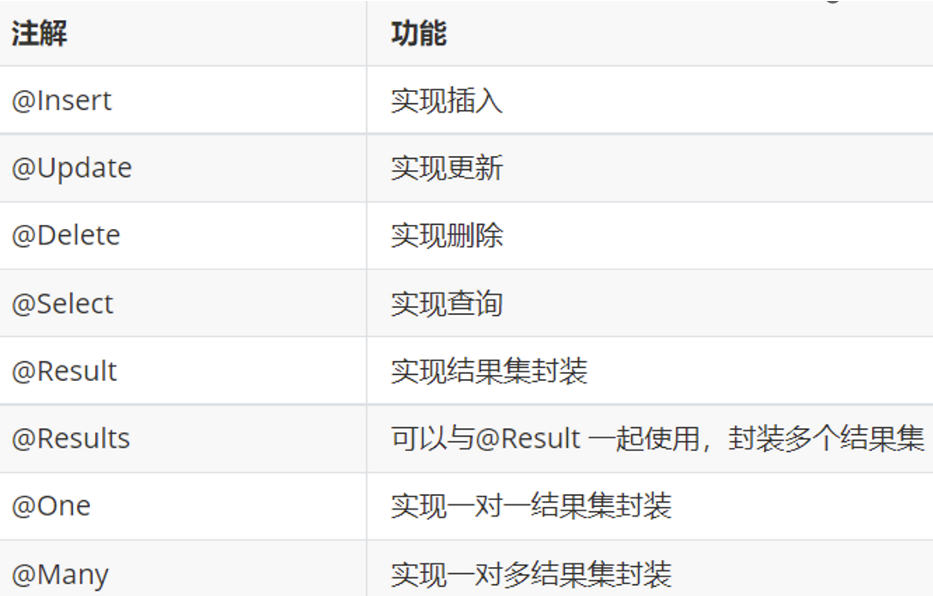 注解 功能
@Insert 实现插入
@Update 实现更新
@Delete 实现删除
@Select 实现查询
@Result 实现结果集封装
@Results 可以与@Result 一起使用，封装多个结果集
@One 实现一对一结果集封装
@Many 实现一对多结果集封装